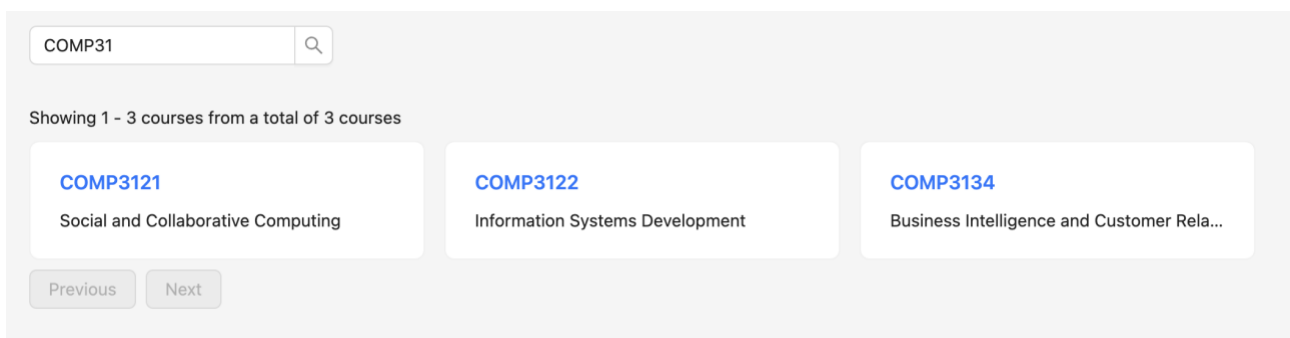 COMP31
Showing 1 - 3 courses from a total of 3 courses
COMP3121
Social and Collaborative Computing
COMP3122
Information Systems Development
COMP3134
Business Intelligence and Customer Rela...
Previous
Next